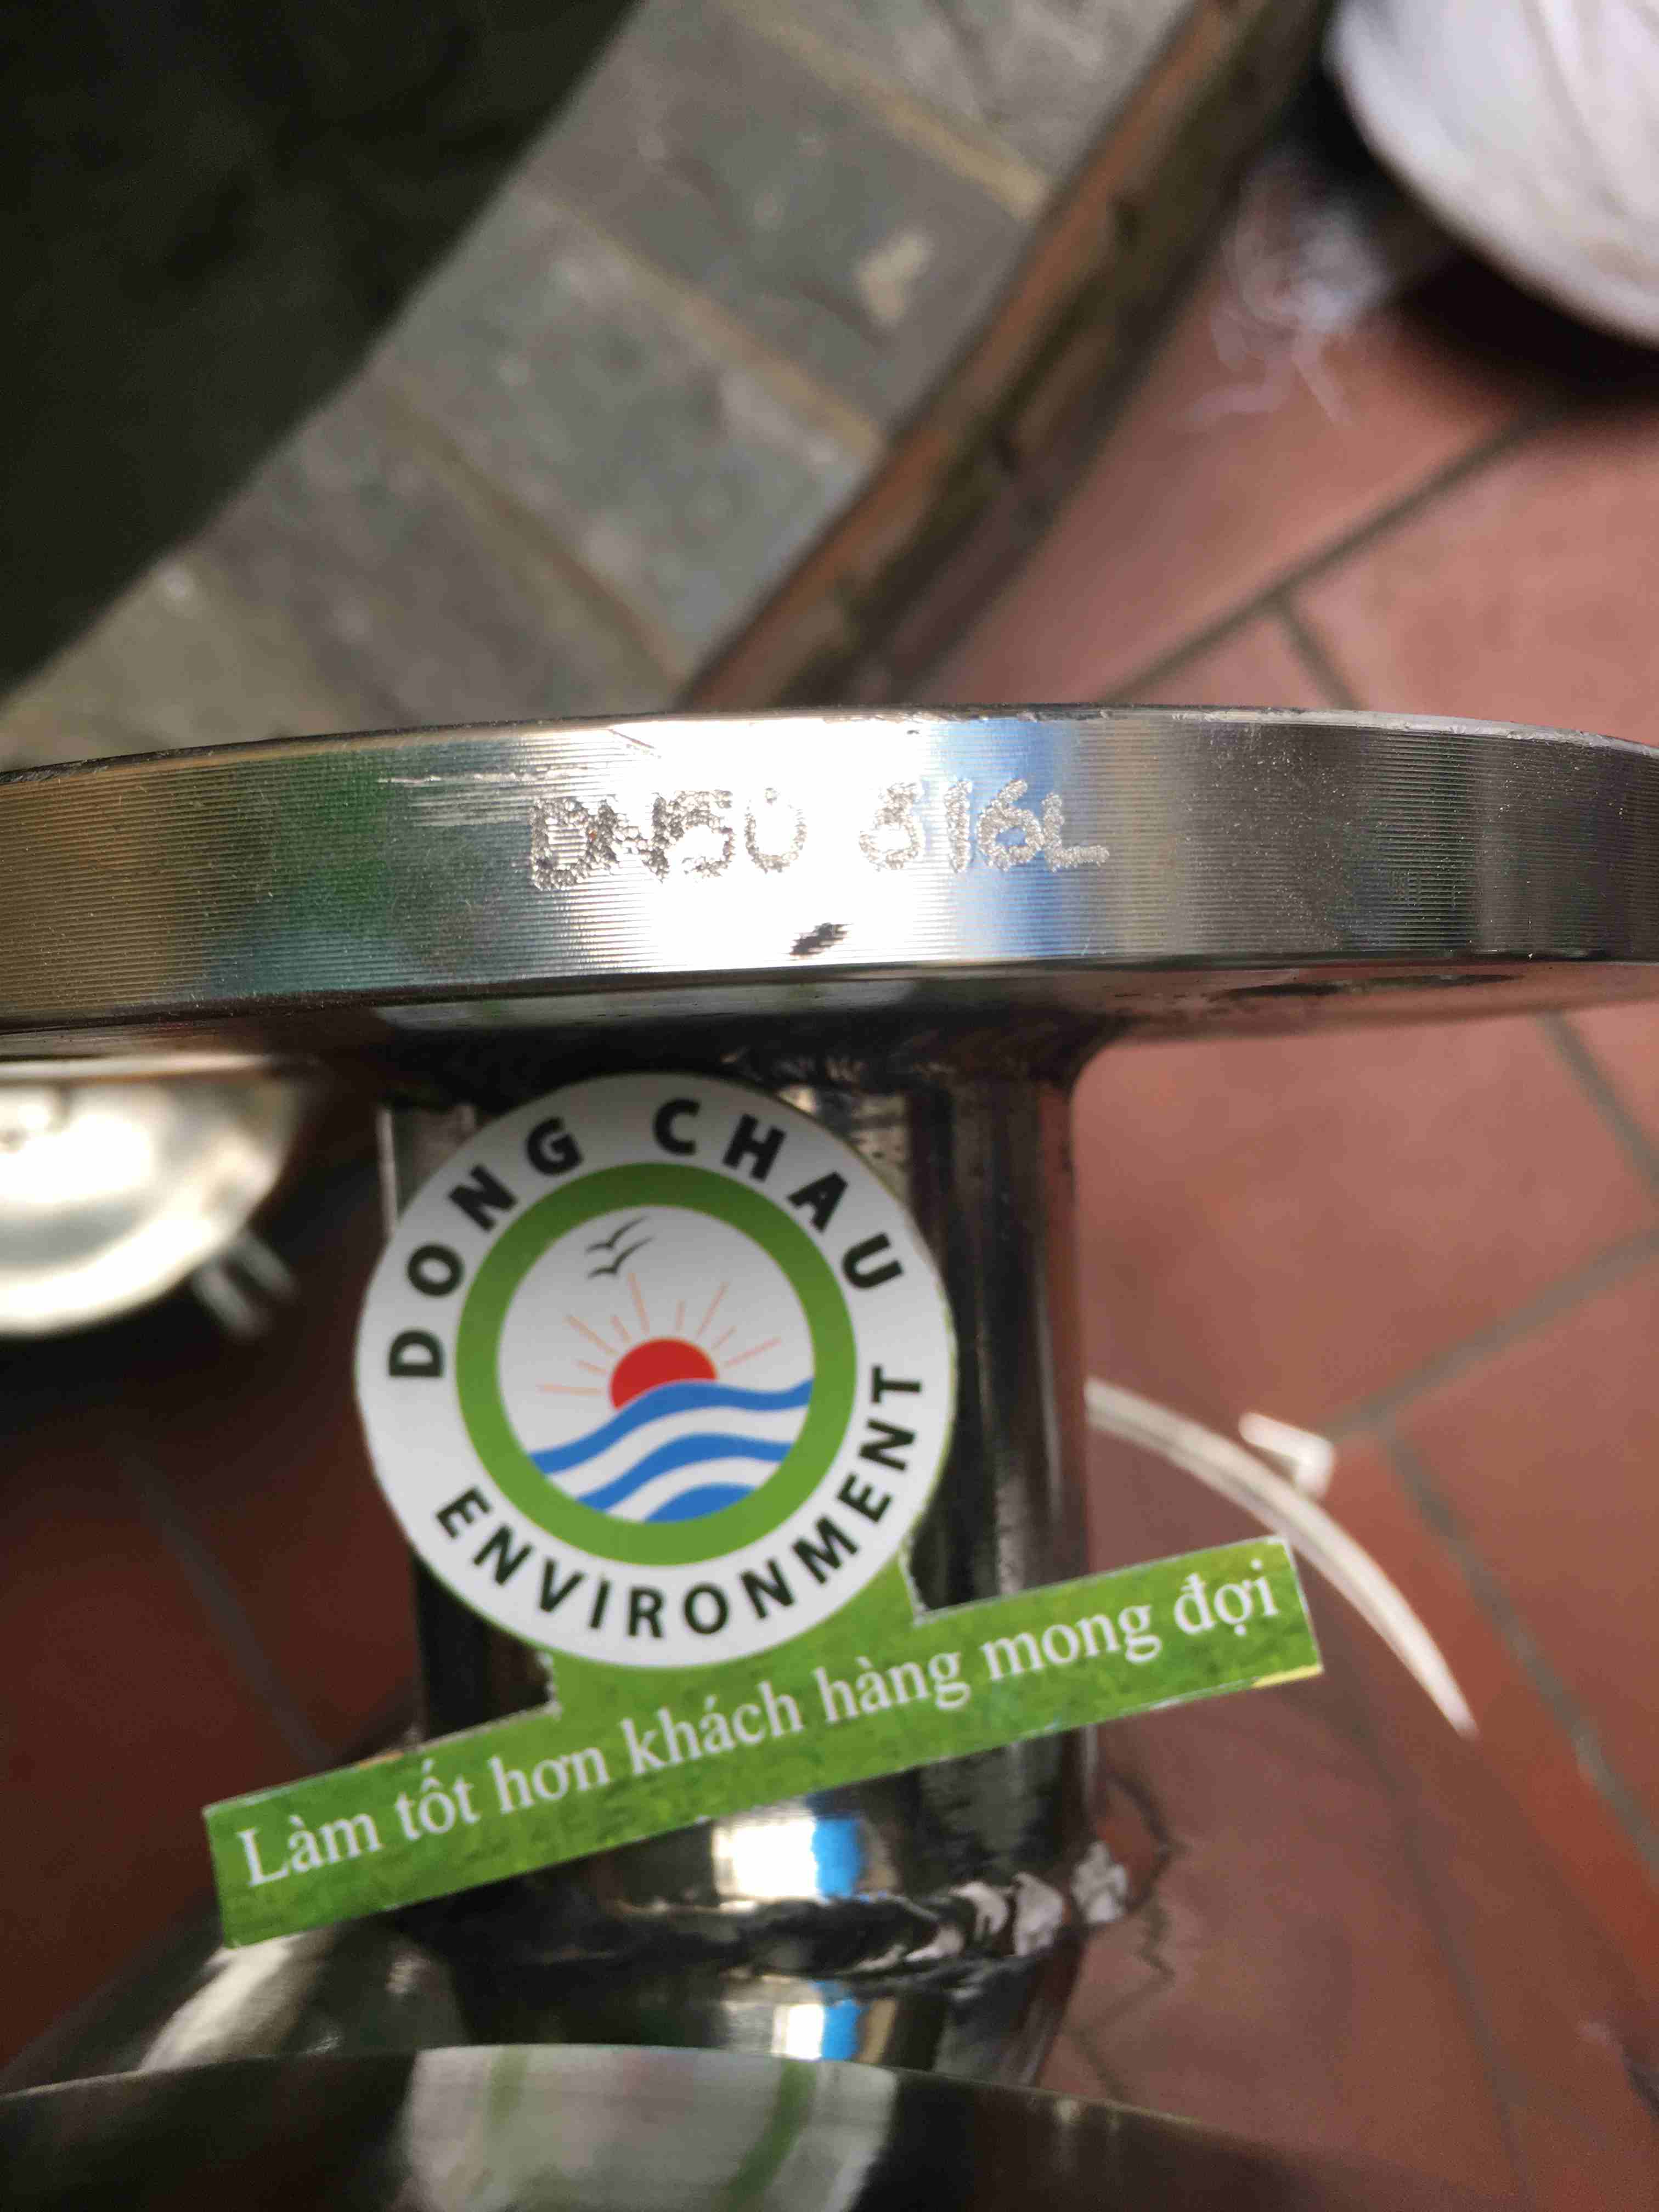 DN50 316L
DONG CHAU
ENVIRONMENT
Làm tốt hơn khách hàng mong đợi